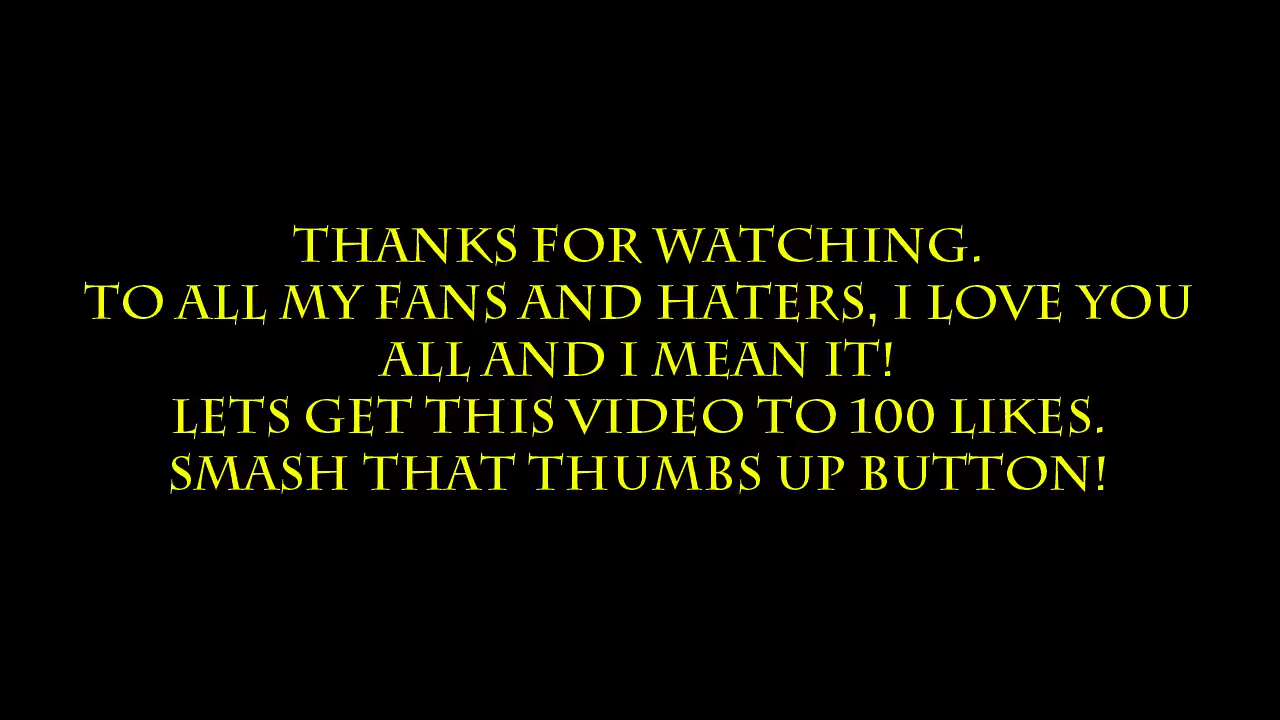 THANKS FOR WATCHING.
TO ALL MY FANS AND HATERS, I LOVE YOU
ALL AND I MEAN IT!
LETS GET THIS VIDEO TO 100 LIKES.
SMASH THAT THUMBS UP BUTTON!